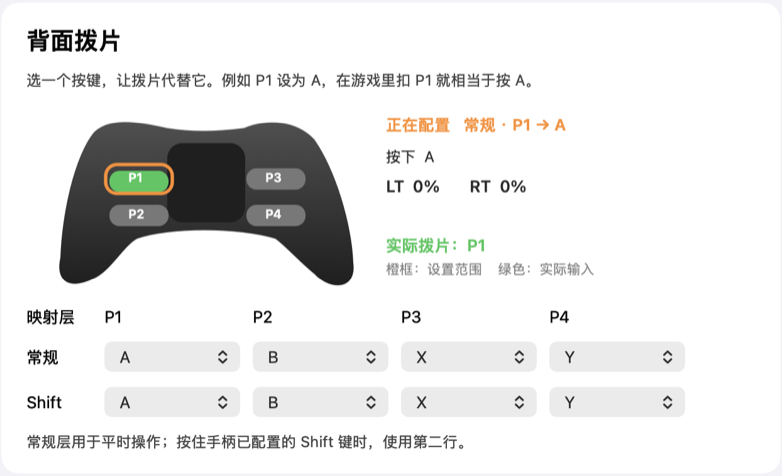 背面拨片
选一个按键，让拨片代替它。例如 P1 设为 A，在游戏里扣 P1 就相当于按 A。
正在配置 常规 · P1 → A
按下 A
LT 0% RT 0%
P1 P3
P2 P4
实际拨片：P1
橙框：设置范围 绿色：实际输入
映射层 P1 P2 P3 P4
常规 A B X Y
Shift A B X Y
常规层用于平时操作；按住手柄已配置的 Shift 键时，使用第二行。